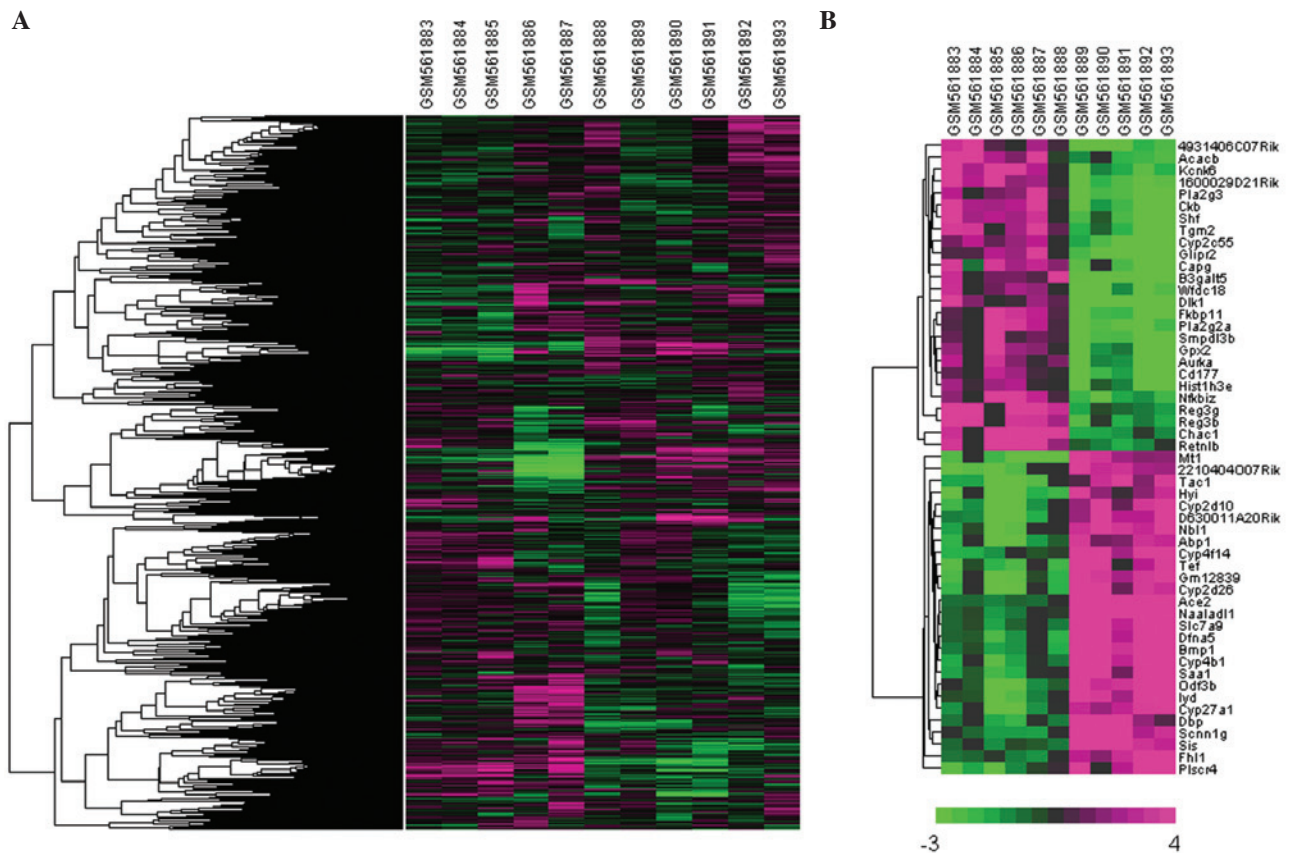 A
GSM561883
GSM561884
GSM561885
GSM561886
GSM561887
GSM561888
GSM561889
GSM561890
GSM561891
GSM561892
GSM561893
B
GSM561883
GSM561884
GSM561885
GSM561886
GSM561887
GSM561888
GSM561889
GSM561890
GSM561891
GSM561892
GSM561893
4931406C07Rik
Acacb
Kcnk6
1600029D21Rik
Pla2g3
Ckb
Shf
Tgm2
Cyp2c55
Glipr2
Capg
B3galt5
Wfdc18
Dlk1
Fkbp11
Pla2g2a
Smpdl3b
Gpx2
Aurka
Cd177
Hist1h3e
Nfkbiz
Reg3g
Reg3b
Chac1
Retnlb
Mt1
2210404O07Rik
Tac1
Hyi
Cyp2d10
D630011A20Rik
Nbl1
Abp1
Cyp4f14
Tef
Gm12839
Cyp2d26
Ace2
Naaladl1
Slc7a9
Dfna5
Bmp1
Cyp4b1
Saa1
Odf3b
Iyd
Cyp27a1
Dbp
Scnn1g
Sis
Fhl1
Plscr4
-3 4